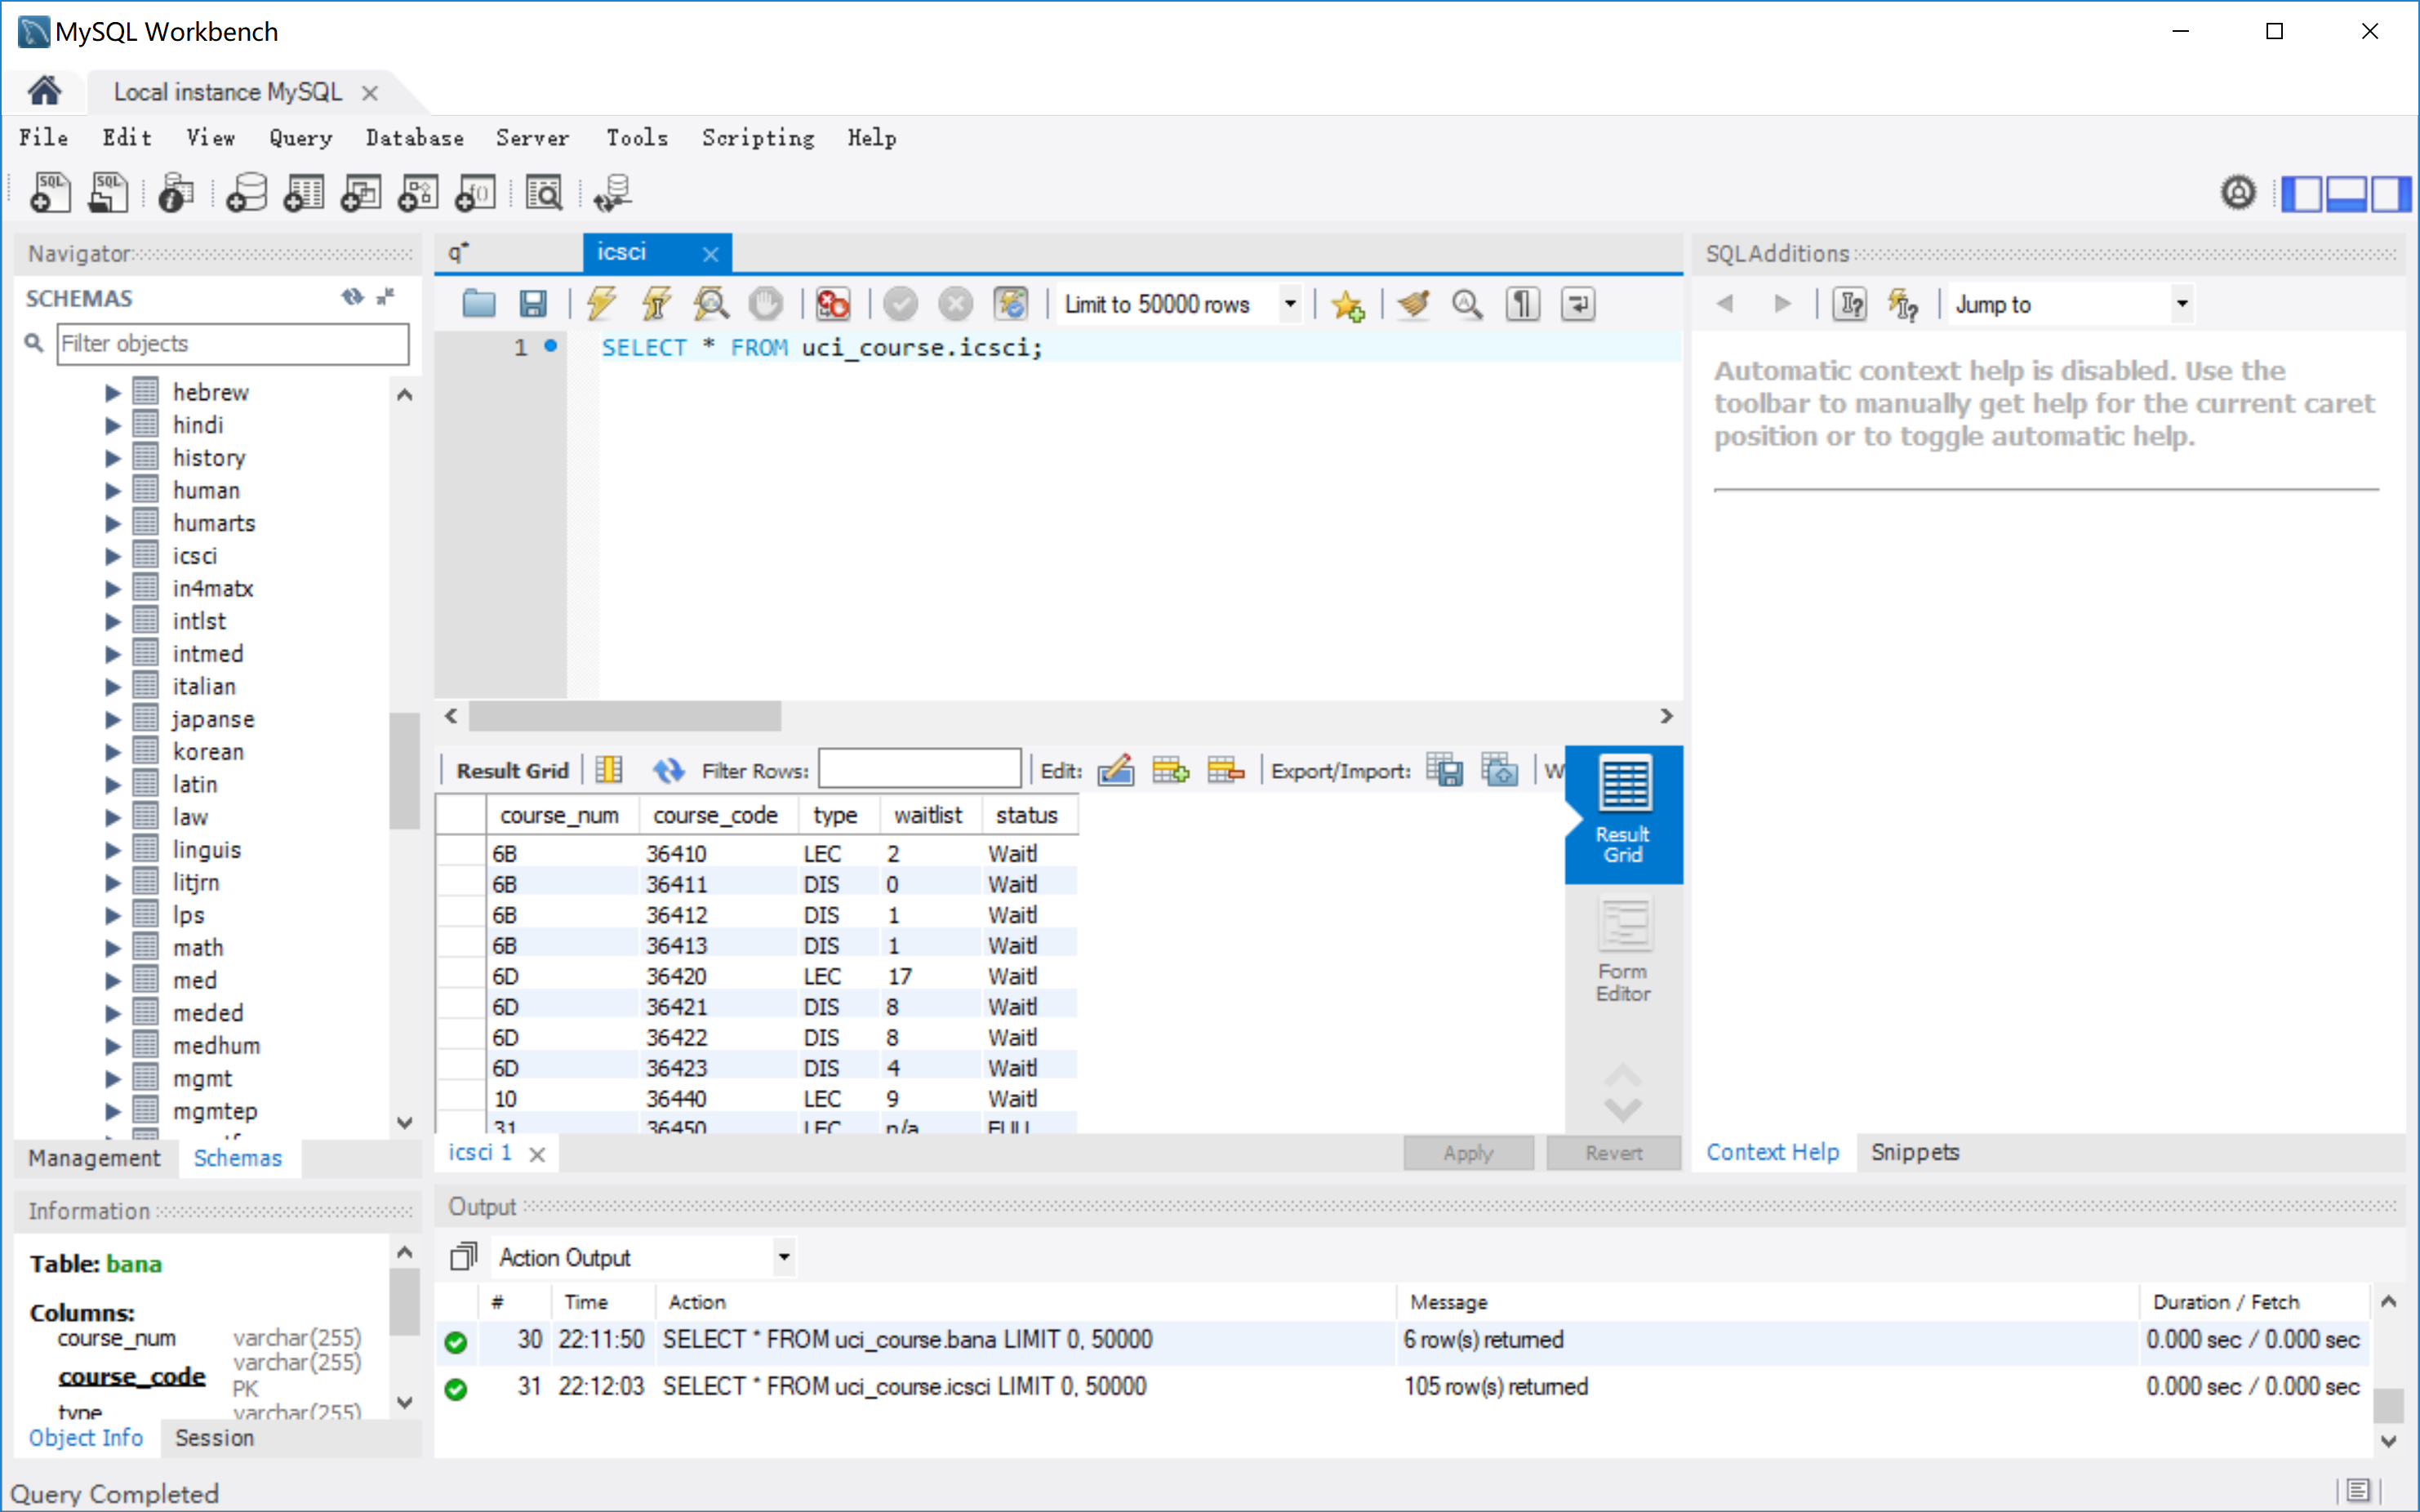 MySQL Workbench
Local instance MySQL
File Edit View Query Database Server Tools Scripting Help
Navigator
SCHEMAS
Filter objects
hebrew
hindi
history
human
humarts
icsci
in4matx
intlst
intmed
italian
japanse
korean
latin
law
linguis
litjrn
lps
math
med
meded
medhum
mgmt
mgmtep
Management Schemas
Information
Table: bana
Columns:
course_num varchar(255)
course_code varchar(255) PK
type varchar(255)
Object Info Session
Query Completed
q* icsci
Limit to 50000 rows
1 SELECT * FROM uci_course.icsci;
Result Grid Filter Rows: Edit: Export/Import: W
course_num course_code type waitlist status
6B 36410 LEC 2 Waitl
6B 36411 DIS 0 Waitl
6B 36412 DIS 1 Waitl
6B 36413 DIS 1 Waitl
6D 36420 LEC 17 Waitl
6D 36421 DIS 8 Waitl
6D 36422 DIS 8 Waitl
6D 36423 DIS 4 Waitl
10 36440 LEC 9 Waitl
31 36450 LEC n/a FULL
Result Grid
Form Editor
icsci 1
Apply Revert
SQLAdditions
Jump to
Automatic context help is disabled. Use the
toolbar to manually get help for the current caret
position or to toggle automatic help.
Context Help Snippets
Output
Action Output
# Time Action Message Duration / Fetch
30 22:11:50 SELECT * FROM uci_course.bana LIMIT 0, 50000 6 row(s) returned 0.000 sec / 0.000 sec
31 22:12:03 SELECT * FROM uci_course.icsci LIMIT 0, 50000 105 row(s) returned 0.000 sec / 0.000 sec